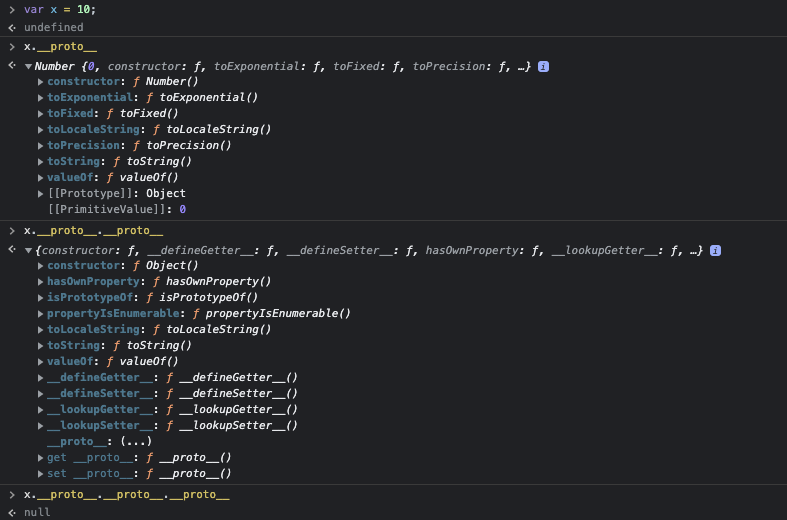 var x = 10;
undefined
x.__proto__
Number {0, constructor: ƒ, toExponential: ƒ, toFixed: ƒ, toPrecision: ƒ, …} i
constructor: ƒ Number()
toExponential: ƒ toExponential()
toFixed: ƒ toFixed()
toLocaleString: ƒ toLocaleString()
toPrecision: ƒ toPrecision()
toString: ƒ toString()
valueOf: ƒ valueOf()
[[Prototype]]: Object
[[PrimitiveValue]]: 0
x.__proto__.__proto__
{constructor: ƒ, __defineGetter__: ƒ, __defineSetter__: ƒ, hasOwnProperty: ƒ, __lookupGetter__: ƒ, …} i
constructor: ƒ Object()
hasOwnProperty: ƒ hasOwnProperty()
isPrototypeOf: ƒ isPrototypeOf()
propertyIsEnumerable: ƒ propertyIsEnumerable()
toLocaleString: ƒ toLocaleString()
toString: ƒ toString()
valueOf: ƒ valueOf()
__defineGetter__: ƒ __defineGetter__()
__defineSetter__: ƒ __defineSetter__()
__lookupGetter__: ƒ __lookupGetter__()
__lookupSetter__: ƒ __lookupSetter__()
__proto__: (...)
get __proto__: ƒ __proto__()
set __proto__: ƒ __proto__()
x.__proto__.__proto__.__proto__
null